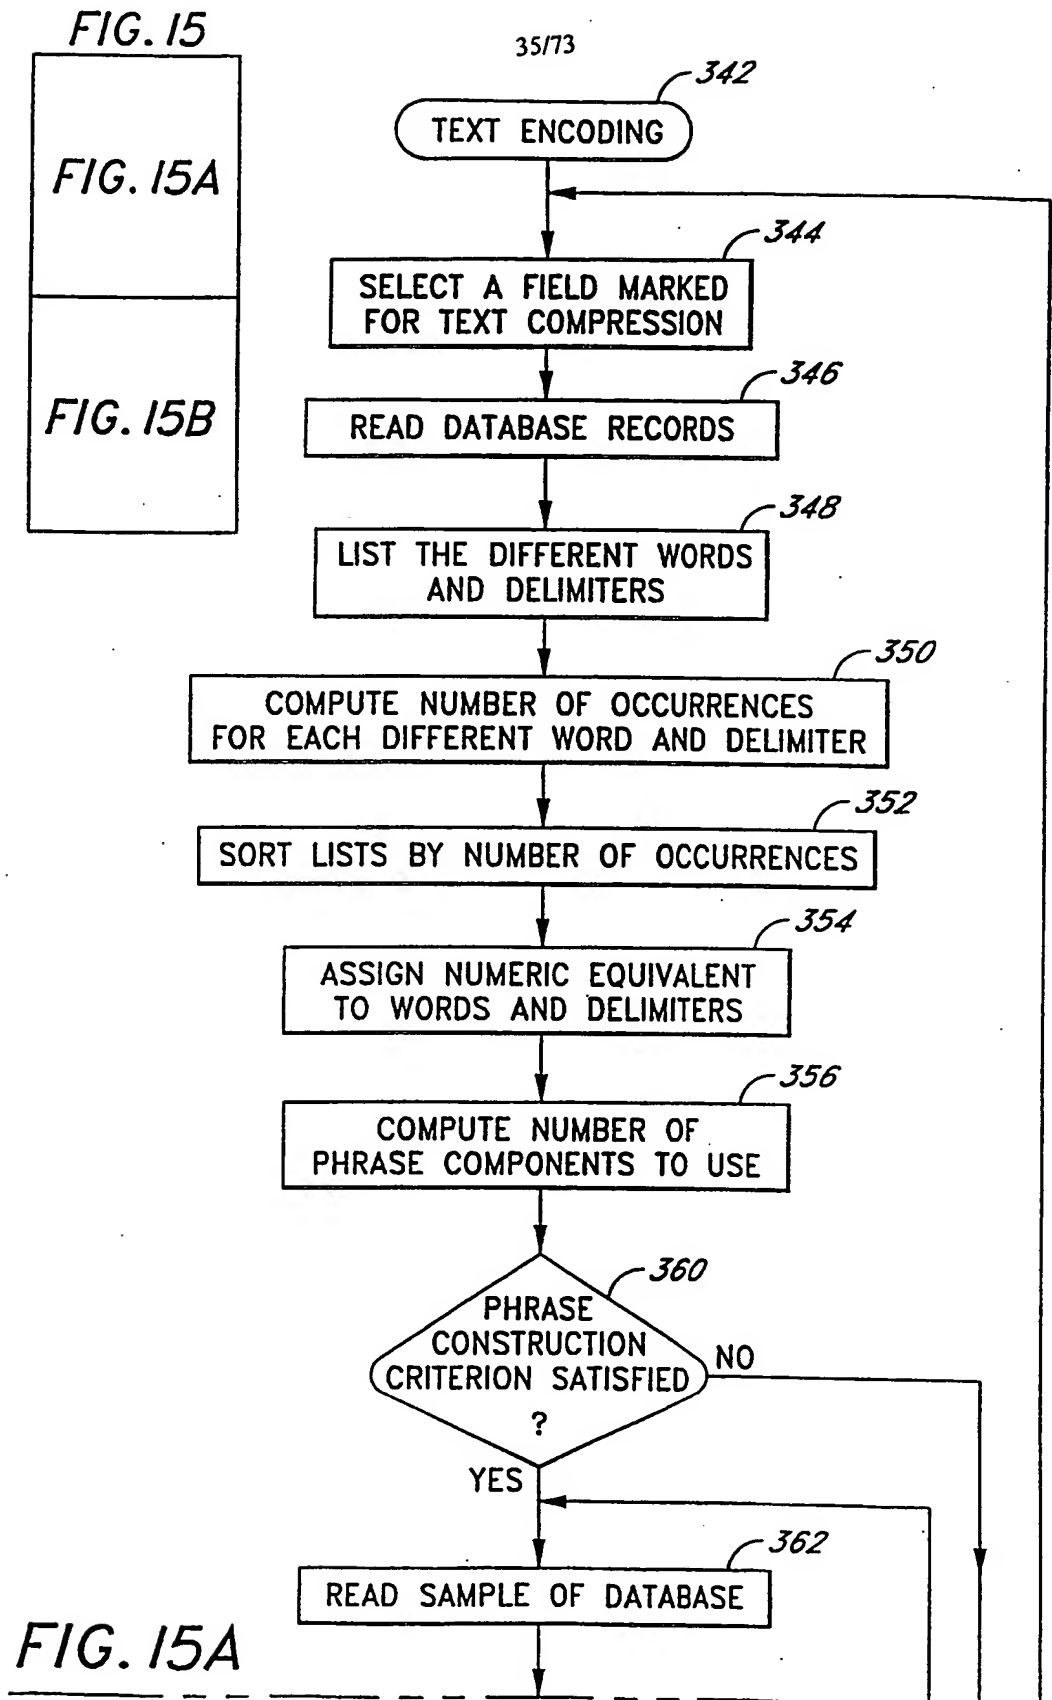 FIG. 15
35/73
FIG. 15A
FIG. 15B
342
TEXT ENCODING
344
SELECT A FIELD MARKED
FOR TEXT COMPRESSION
346
READ DATABASE RECORDS
348
LIST THE DIFFERENT WORDS
AND DELIMITERS
350
COMPUTE NUMBER OF OCCURRENCES
FOR EACH DIFFERENT WORD AND DELIMITER
352
SORT LISTS BY NUMBER OF OCCURRENCES
354
ASSIGN NUMERIC EQUIVALENT
TO WORDS AND DELIMITERS
356
COMPUTE NUMBER OF
PHRASE COMPONENTS TO USE
360
PHRASE
CONSTRUCTION
CRITERION SATISFIED
?
NO
YES
362
READ SAMPLE OF DATABASE
FIG. 15A